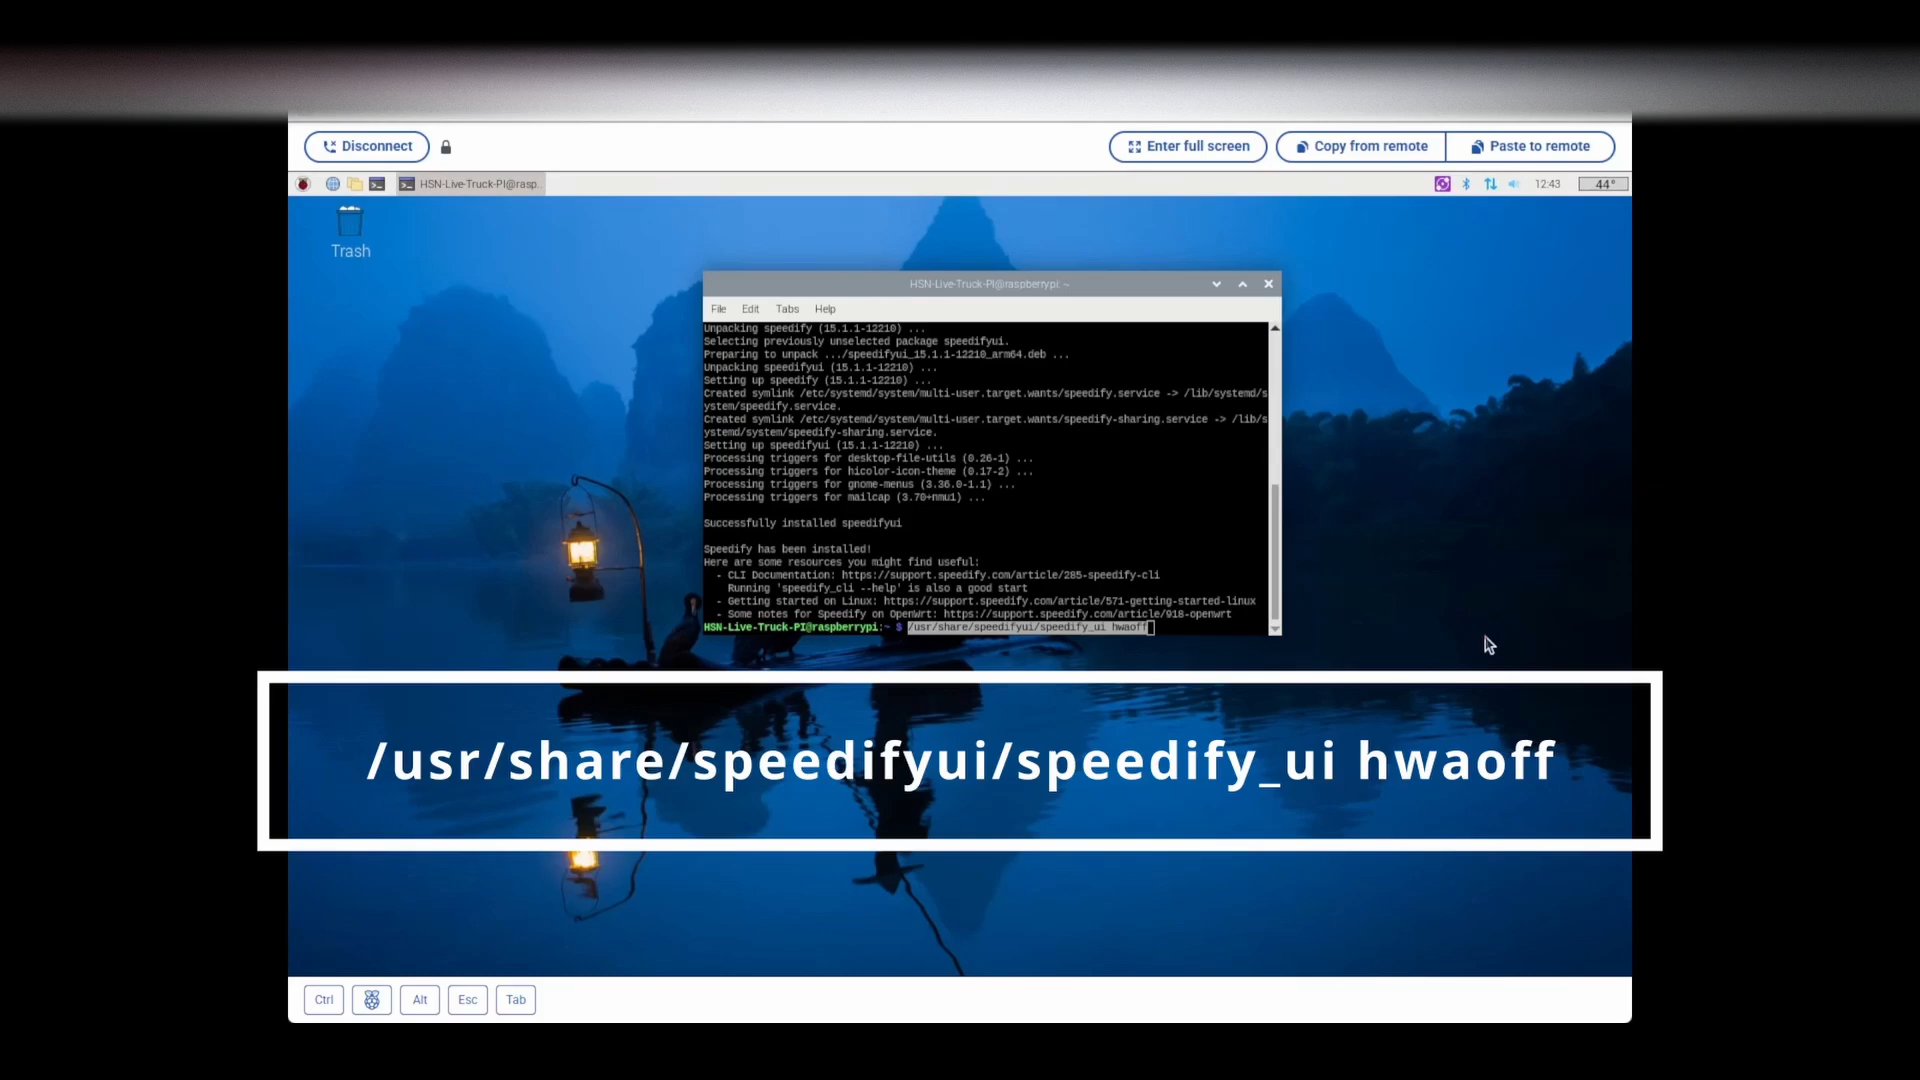 Disconnect
Enter full screen
Copy from remote
Paste to remote
HSN-Live-Truck-PI@rasp..
12:43
44°
Trash
HSN-Live-Truck-PI@raspberrypi: ~
File Edit Tabs Help
Unpacking speedify (15.1.1-12210) ...
Selecting previously unselected package speedifyui.
Preparing to unpack .../speedifyui_15.1.1-12210_arm64.deb ...
Unpacking speedifyui (15.1.1-12210) ...
Setting up speedify (15.1.1-12210) ...
Created symlink /etc/systemd/system/multi-user.target.wants/speedify.service -> /lib/systemd/s
ystem/speedify.service.
Created symlink /etc/systemd/system/multi-user.target.wants/speedify-sharing.service -> /lib/s
ystemd/system/speedify-sharing.service.
Setting up speedifyui (15.1.1-12210) ...
Processing triggers for desktop-file-utils (0.26-1) ...
Processing triggers for hicolor-icon-theme (0.17-2) ...
Processing triggers for gnome-menus (3.36.0-1.1) ...
Processing triggers for mailcap (3.70+nmu1) ...
Successfully installed speedifyui
Speedify has been installed!
Here are some resources you might find useful:
- CLI Documentation: https://support.speedify.com/article/285-speedify-cli
Running 'speedify_cli --help' is also a good start
- Getting started on Linux: https://support.speedify.com/article/571-getting-started-linux
- Some notes for Speedify on OpenWrt: https://support.speedify.com/article/918-openwrt
HSN-Live-Truck-PI@raspberrypi:~ $ /usr/share/speedifyui/speedify_ui hwaoff
/usr/share/speedifyui/speedify_ui hwaoff
Ctrl
Alt
Esc
Tab